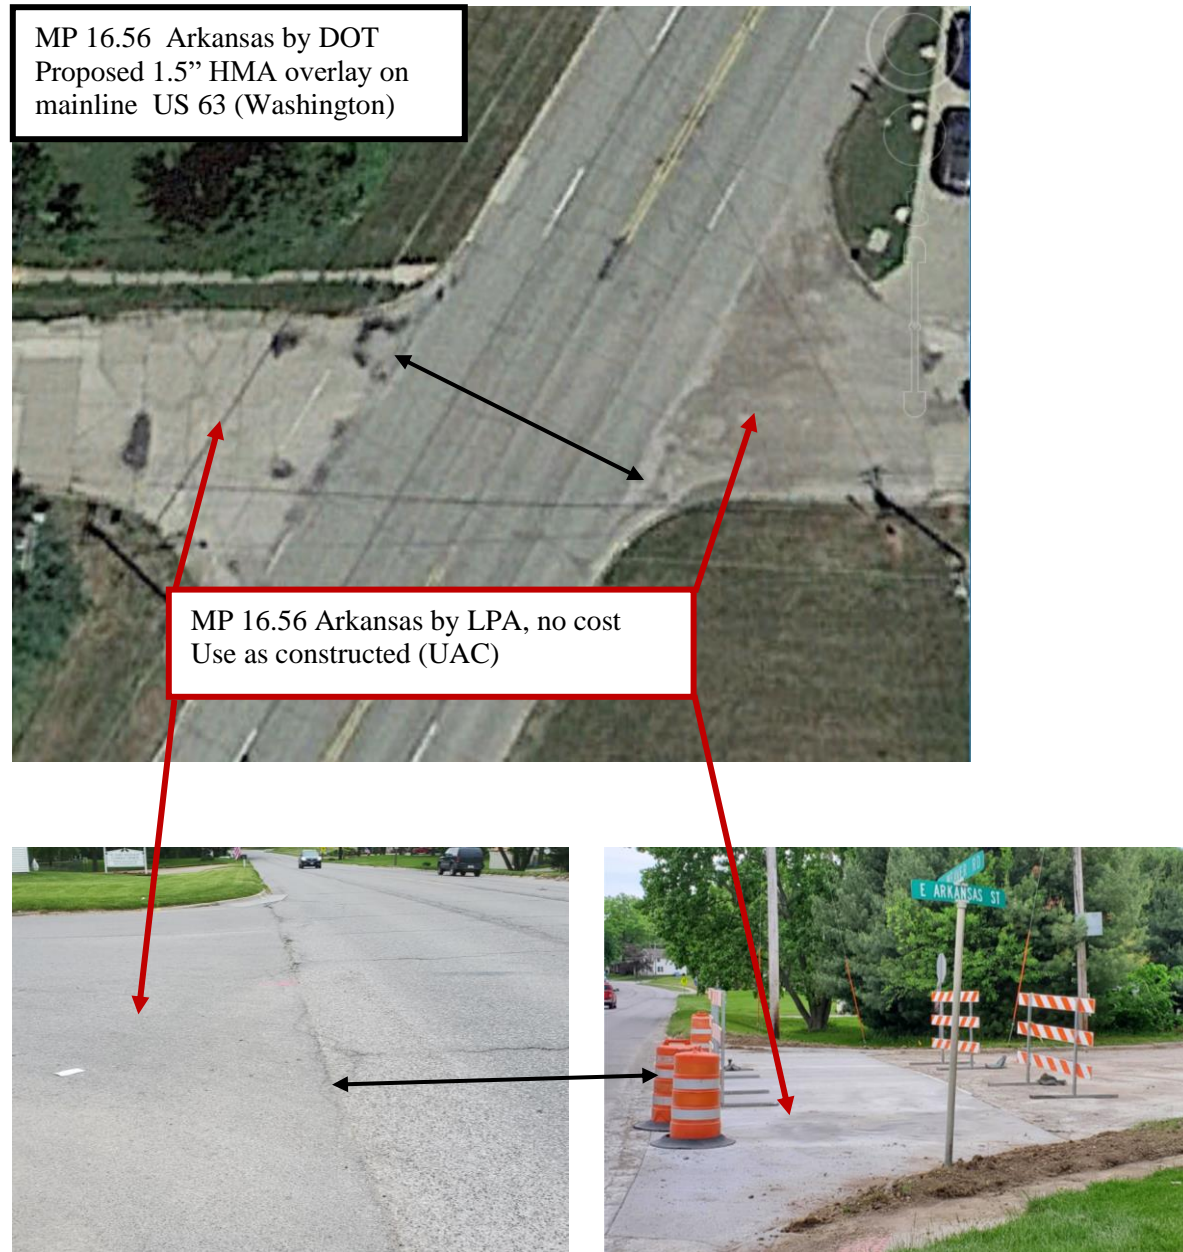 MP 16.56  Arkansas by DOT
Proposed 1.5” HMA overlay on
mainline  US 63 (Washington)
MP 16.56 Arkansas by LPA, no cost
Use as constructed (UAC)
E ARKANSAS ST